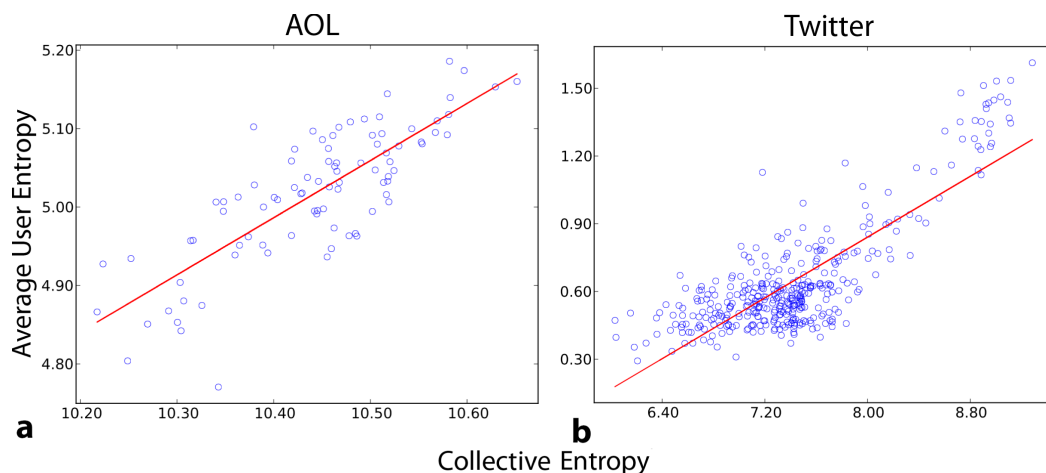 AOL
Twitter
Average User Entropy
5.20
5.10
5.00
4.90
4.80
10.20 10.30 10.40 10.50 10.60
1.50
1.20
0.90
0.60
0.30
6.40 7.20 8.00 8.80
a
b
Collective Entropy